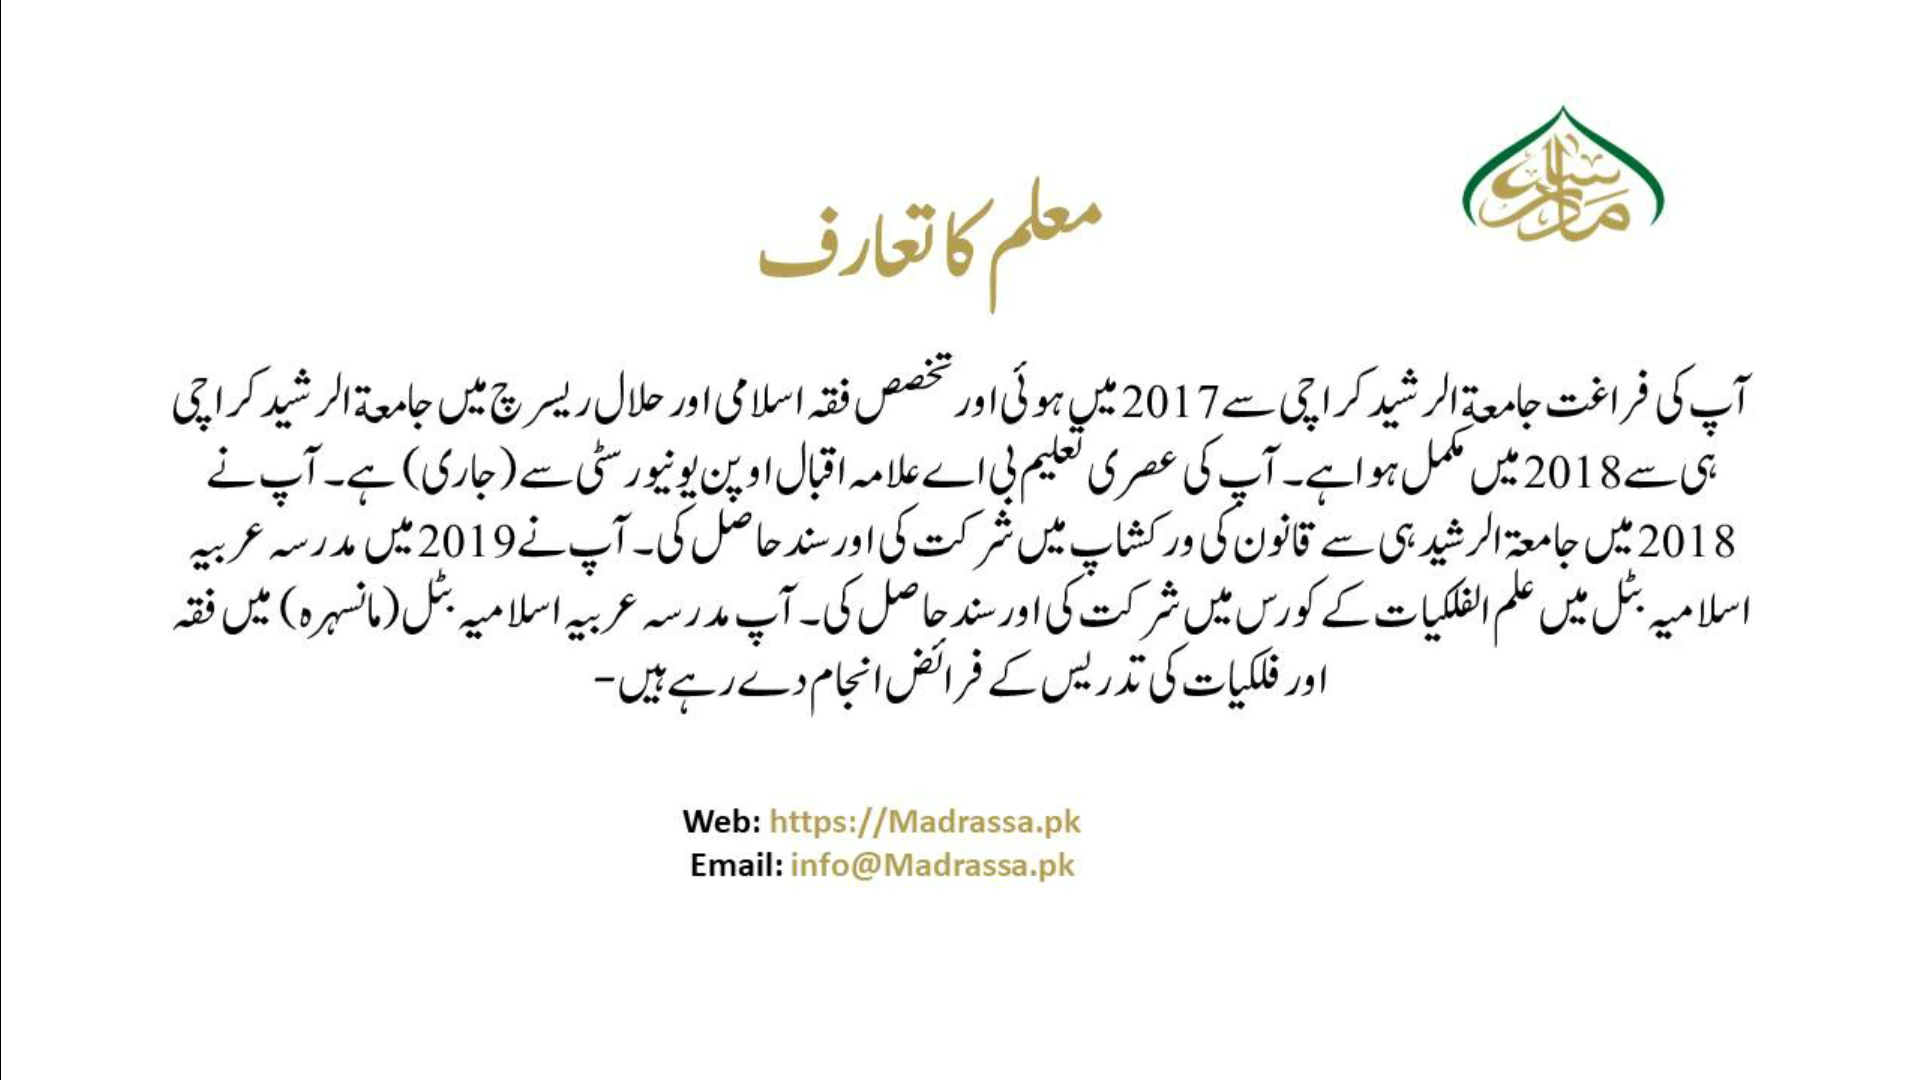 مدرسہ
معلم کا تعارف
آپ کی فراغت جامعۃ الرشید کراچی سے 2017 میں ہوئی اور تخصص فقہ اسلامی اور حلال ریسرچ میں جامعۃ الرشید کراچی
ہی سے 2018 میں مکمل ہوا ہے۔ آپ کی عصری تعلیم بی اے علامہ اقبال اوپن یونیورسٹی سے (جاری) ہے۔ آپ نے
2018 میں جامعۃ الرشید ہی سے قانون کی ورکشاپ میں شرکت کی اور سند حاصل کی۔ آپ نے 2019 میں مدرسہ عربیہ
اسلامیہ بٹل میں علم الفلکیات کے کورس میں شرکت کی اور سند حاصل کی۔ آپ مدرسہ عربیہ اسلامیہ بٹل (مانسہرہ) میں فقہ
اور فلکیات کی تدریس کے فرائض انجام دے رہے ہیں-
Web: https://Madrassa.pk
Email: info@Madrassa.pk